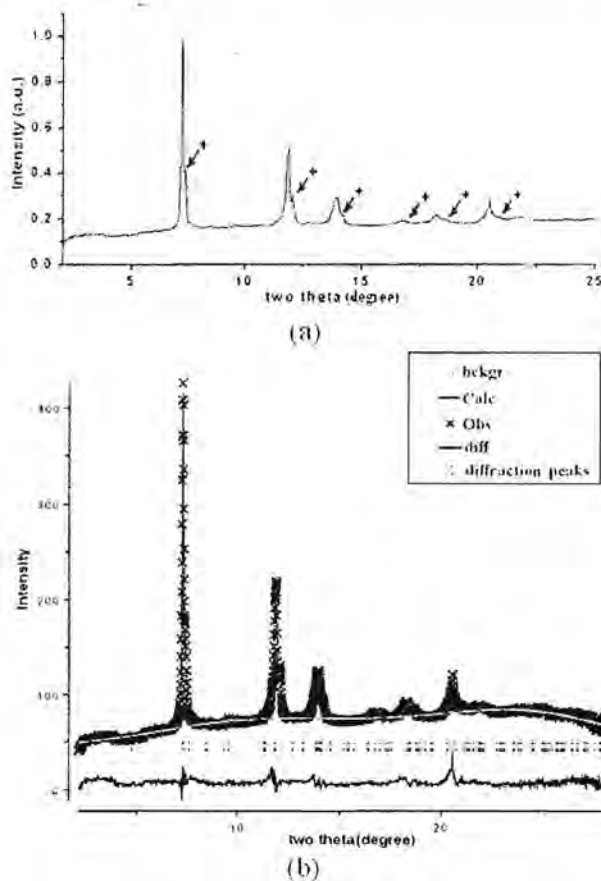 1.0
0.8
0.6
0.4
0.2
0.0
Intensity (a.u.)
+ + + + + +
5 10 15 20 25
two theta (degree)
(a)
bckgr
Calc
× Obs
diff
diffraction peaks
300
200
100
0
Intensity
10 20
two theta(degree)
(b)